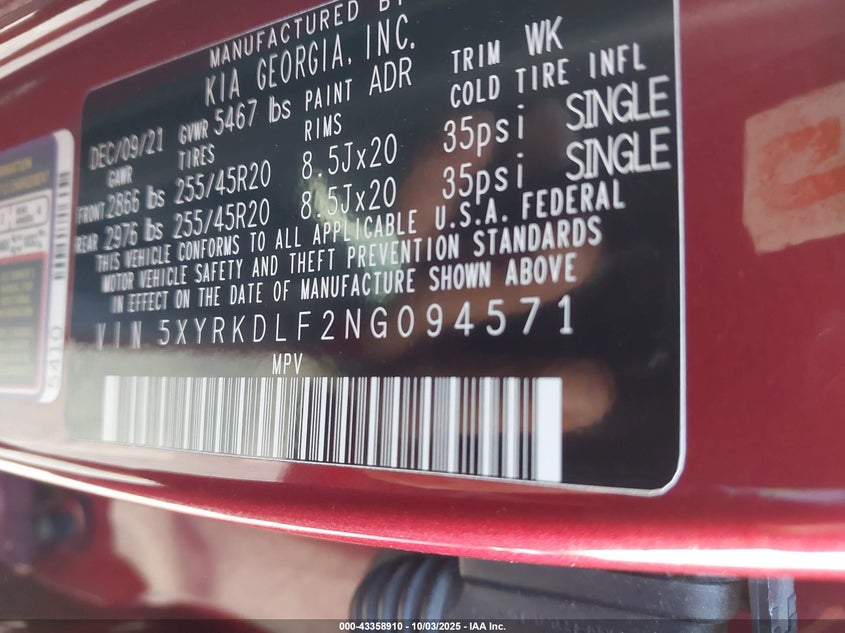 MANUFACTURED BY
KIA GEORGIA, INC.
DEC/09/21 GVWR 5467 lbs PAINT ADR TRIM WK
GAWR TIRES RIMS COLD TIRE INFL
FRONT 2866 lbs 255/45R20 8.5Jx20 35psi SINGLE
REAR 2976 lbs 255/45R20 8.5Jx20 35psi SINGLE
THIS VEHICLE CONFORMS TO ALL APPLICABLE U.S.A. FEDERAL
MOTOR VEHICLE SAFETY AND THEFT PREVENTION STANDARDS
IN EFFECT ON THE DATE OF MANUFACTURE SHOWN ABOVE
VIN 5XYRKDLF2NG094571
MPV
5410
000-43358910 - 10/03/2025 - IAA Inc.